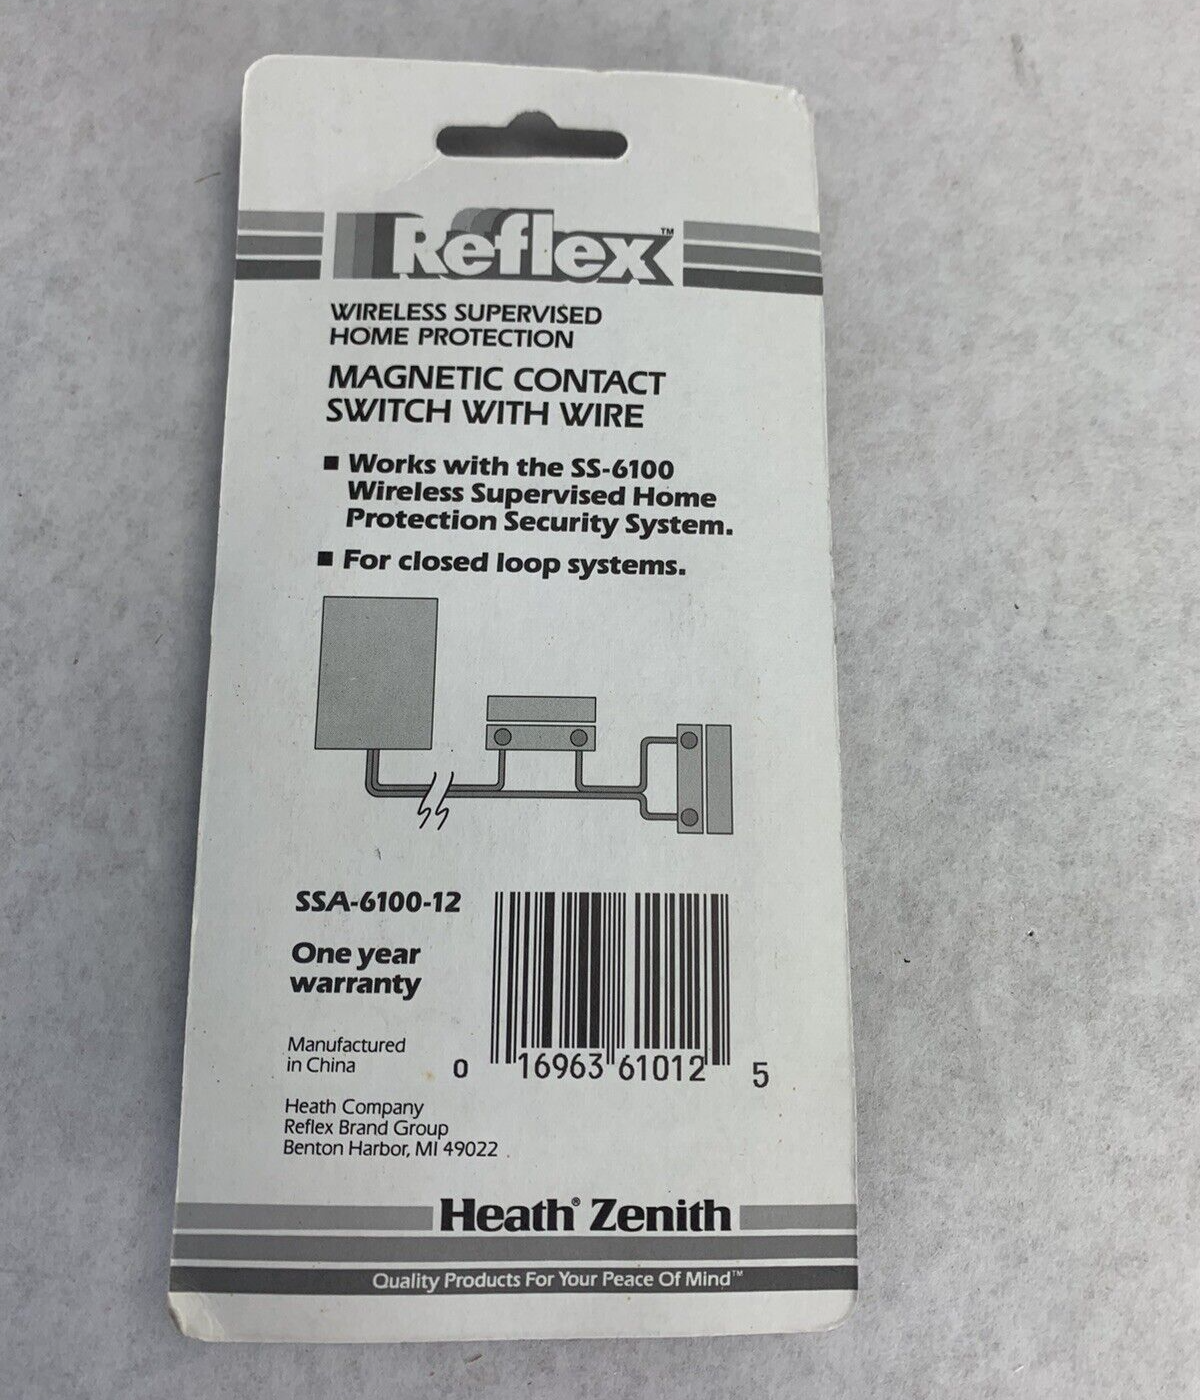 Reflex™
WIRELESS SUPERVISED
HOME PROTECTION
MAGNETIC CONTACT
SWITCH WITH WIRE
■ Works with the SS-6100
Wireless Supervised Home
Protection Security System.
■ For closed loop systems.
SSA-6100-12
One year
warranty
Manufactured
in China
0 16963 61012 5
Heath Company
Reflex Brand Group
Benton Harbor, MI 49022
Heath® Zenith
Quality Products For Your Peace Of Mind™